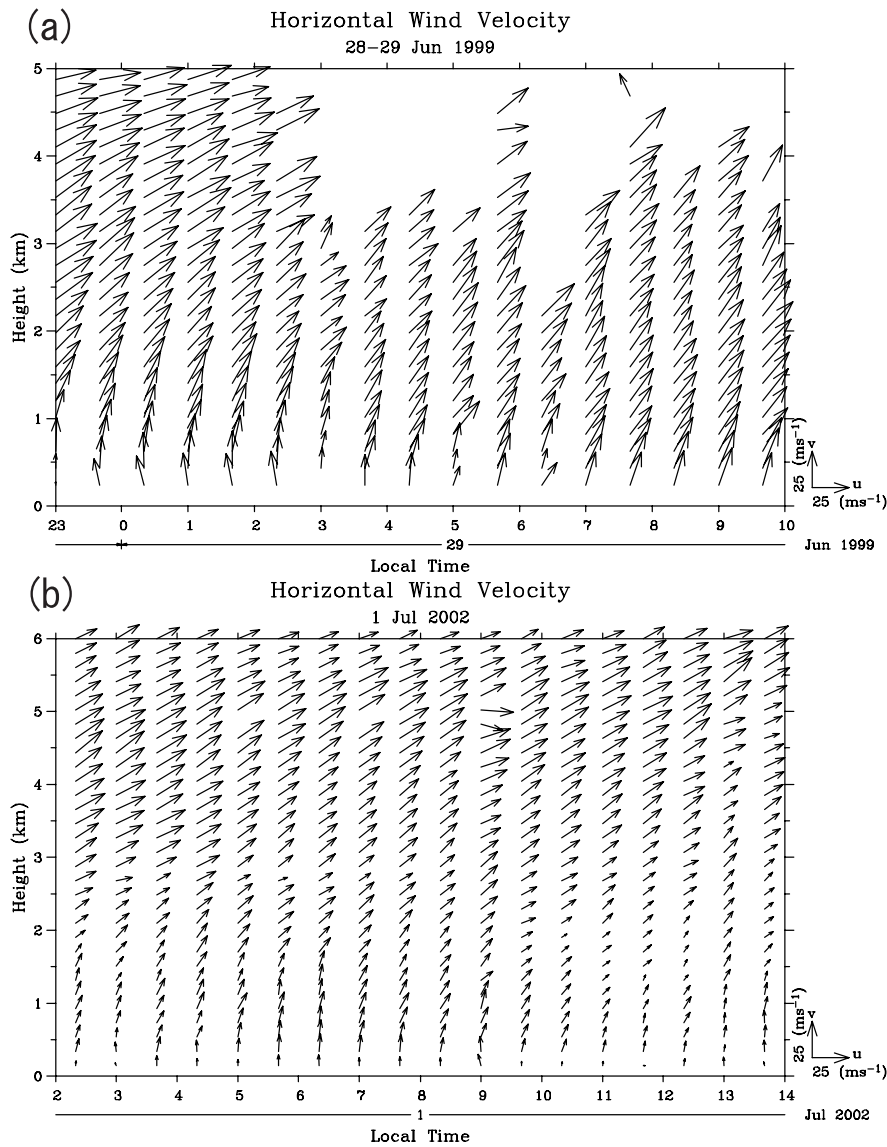 (a)
Horizontal Wind Velocity
28-29 Jun 1999
5
4
3
2
1
0
Height (km)
23 0 1 2 3 4 5 6 7 8 9 10
29
Jun 1999
Local Time
25 (ms⁻¹)
v
u
25 (ms⁻¹)
(b)
Horizontal Wind Velocity
1 Jul 2002
6
5
4
3
2
1
0
Height (km)
2 3 4 5 6 7 8 9 10 11 12 13 14
1
Jul 2002
Local Time
25 (ms⁻¹)
v
u
25 (ms⁻¹)